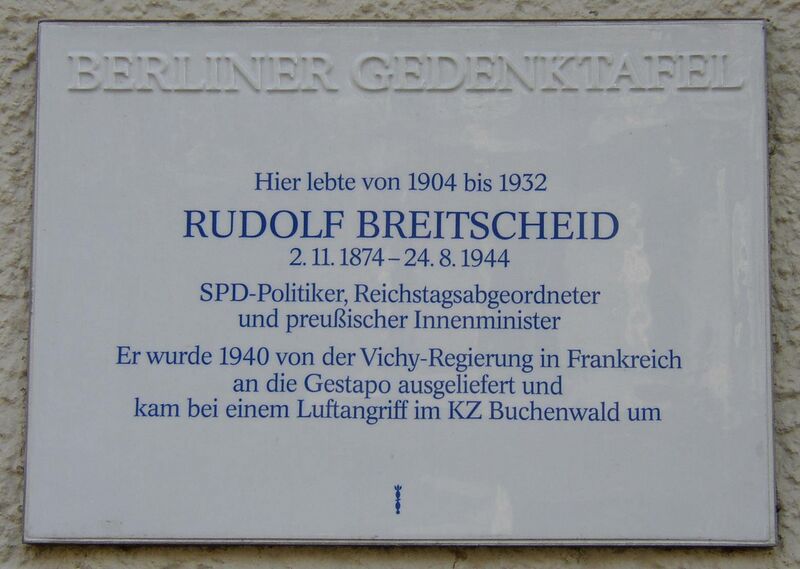 BERLINER GEDENKTAFEL
Hier lebte von 1904 bis 1932
RUDOLF BREITSCHEID
2. 11. 1874 – 24. 8. 1944
SPD-Politiker, Reichstagsabgeordneter
und preußischer Innenminister
Er wurde 1940 von der Vichy-Regierung in Frankreich
an die Gestapo ausgeliefert und
kam bei einem Luftangriff im KZ Buchenwald um